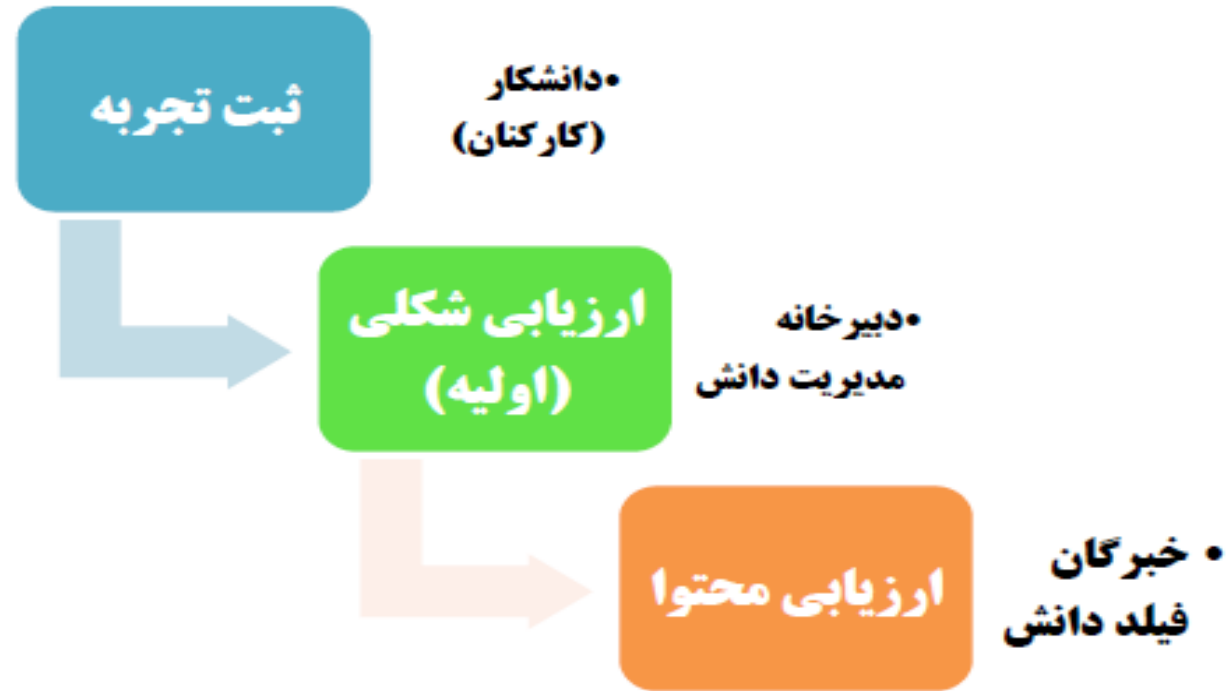 ثبت تجربه
•دانشکار
(کارکنان)
ارزیابی شکلی
(اولیه)
•دبیرخانه
مدیریت دانش
ارزیابی محتوا
• خبرگان
فیلد دانش